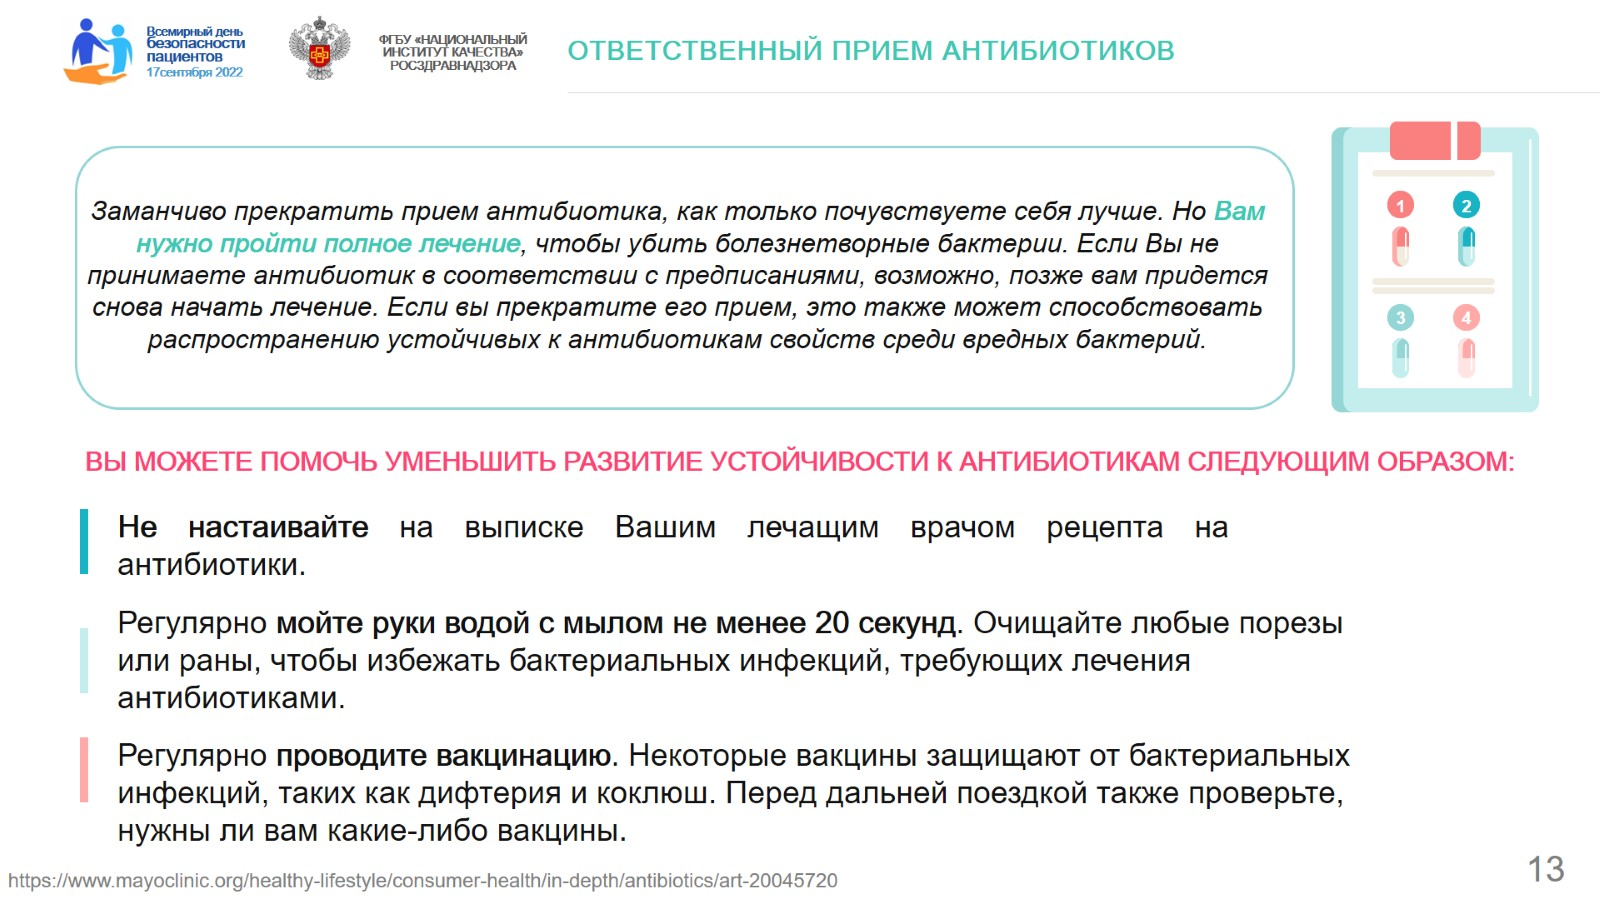 Всемирный день
безопасности
пациентов
17сентября 2022
ФГБУ «НАЦИОНАЛЬНЫЙ
ИНСТИТУТ КАЧЕСТВА»
РОСЗДРАВНАДЗОРА
ОТВЕТСТВЕННЫЙ ПРИЕМ АНТИБИОТИКОВ
Заманчиво прекратить прием антибиотика, как только почувствуете себя лучше. Но Вам
нужно пройти полное лечение, чтобы убить болезнетворные бактерии. Если Вы не
принимаете антибиотик в соответствии с предписаниями, возможно, позже вам придется
снова начать лечение. Если вы прекратите его прием, это также может способствовать
распространению устойчивых к антибиотикам свойств среди вредных бактерий.
1 2
3 4
ВЫ МОЖЕТЕ ПОМОЧЬ УМЕНЬШИТЬ РАЗВИТИЕ УСТОЙЧИВОСТИ К АНТИБИОТИКАМ СЛЕДУЮЩИМ ОБРАЗОМ:
Не настаивайте на выписке Вашим лечащим врачом рецепта на
антибиотики.
Регулярно мойте руки водой с мылом не менее 20 секунд. Очищайте любые порезы
или раны, чтобы избежать бактериальных инфекций, требующих лечения
антибиотиками.
Регулярно проводите вакцинацию. Некоторые вакцины защищают от бактериальных
инфекций, таких как дифтерия и коклюш. Перед дальней поездкой также проверьте,
нужны ли вам какие-либо вакцины.
https://www.mayoclinic.org/healthy-lifestyle/consumer-health/in-depth/antibiotics/art-20045720
13